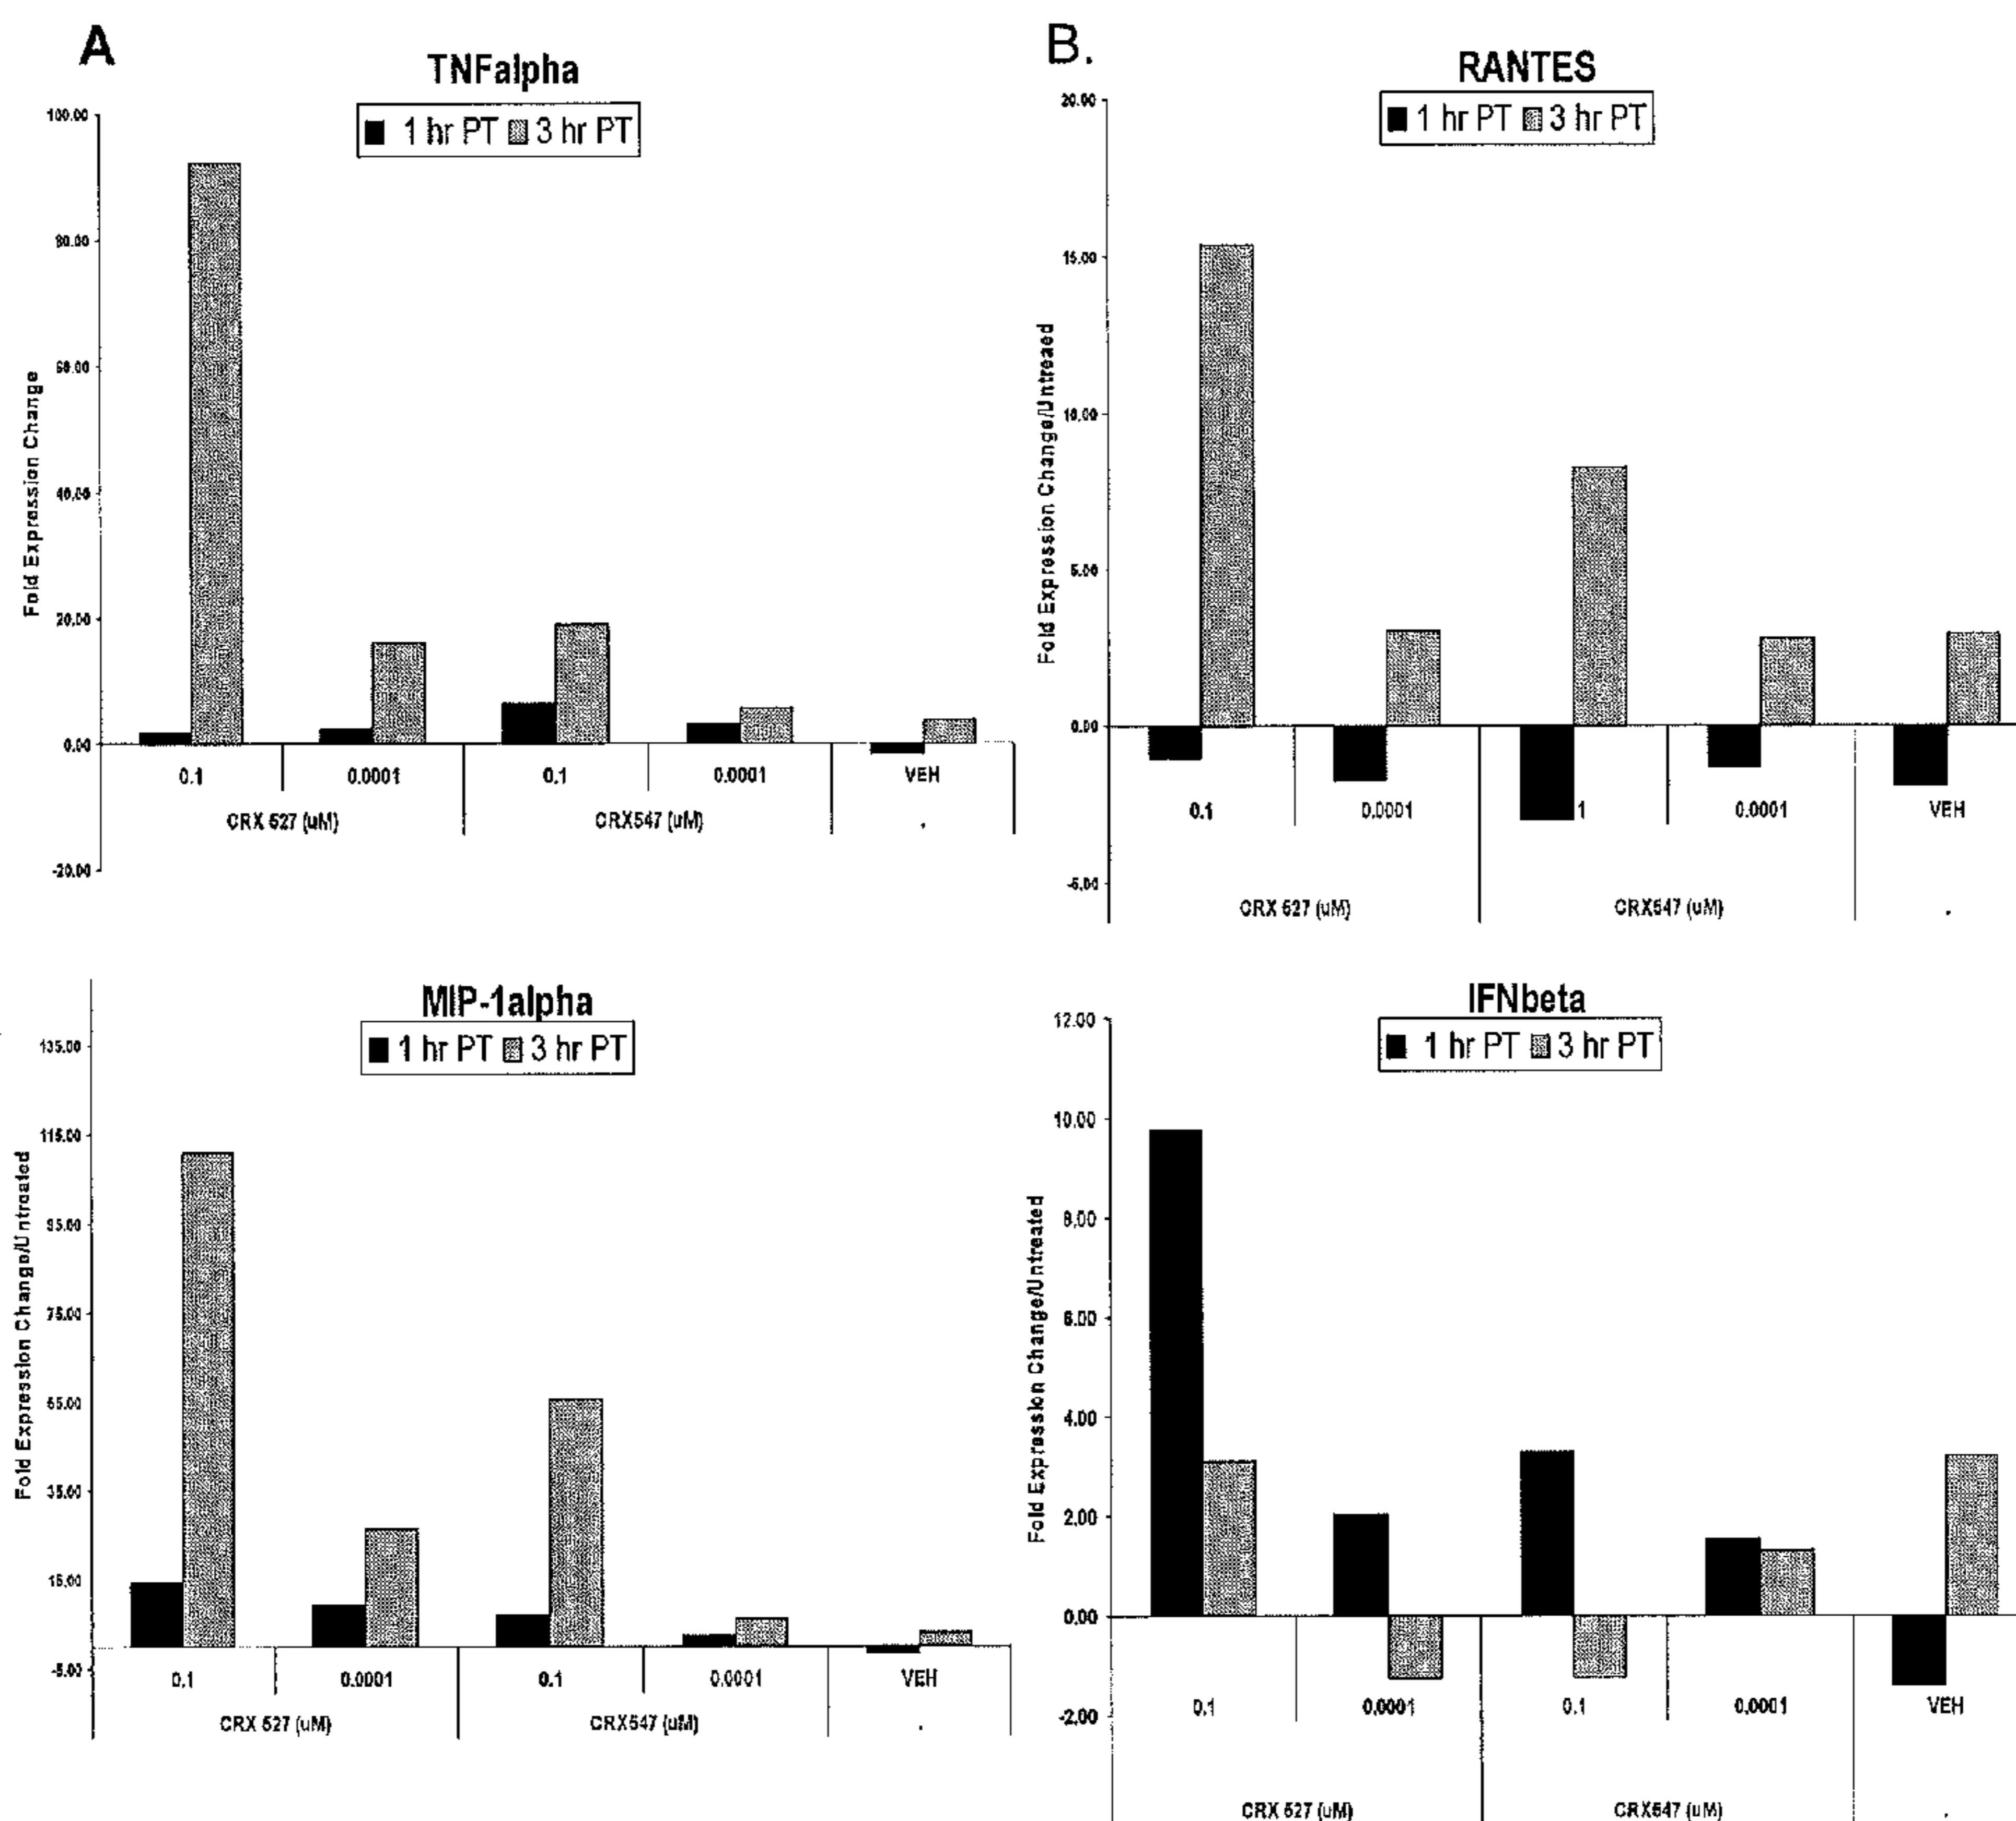 A
TNFalpha
1 hr PT 3 hr PT
Fold Expression Change
100.00
80.00
60.00
40.00
20.00
0.00
-20.00
0.1 0.0001 0.1 0.0001 VEH
CRX 527 (uM) CRX547 (uM)
B.
RANTES
1 hr PT 3 hr PT
Fold Expression Change/Untreaed
20.00
15.00
10.00
5.00
0.00
-5.00
0.1 0.0001 1 0.0001 VEH
CRX 527 (uM) CRX547 (uM)
MIP-1alpha
1 hr PT 3 hr PT
Fold Expression Change/Untreated
135.00
115.00
95.00
75.00
55.00
35.00
15.00
-5.00
0.1 0.0001 0.1 0.0001 VEH
CRX 527 (uM) CRX547 (uM)
IFNbeta
1 hr PT 3 hr PT
Fold Expression Change/Untreated
12.00
10.00
8.00
6.00
4.00
2.00
0.00
-2.00
0.1 0.0001 0.1 0.0001 VEH
CRX 527 (uM) CRX547 (uM)